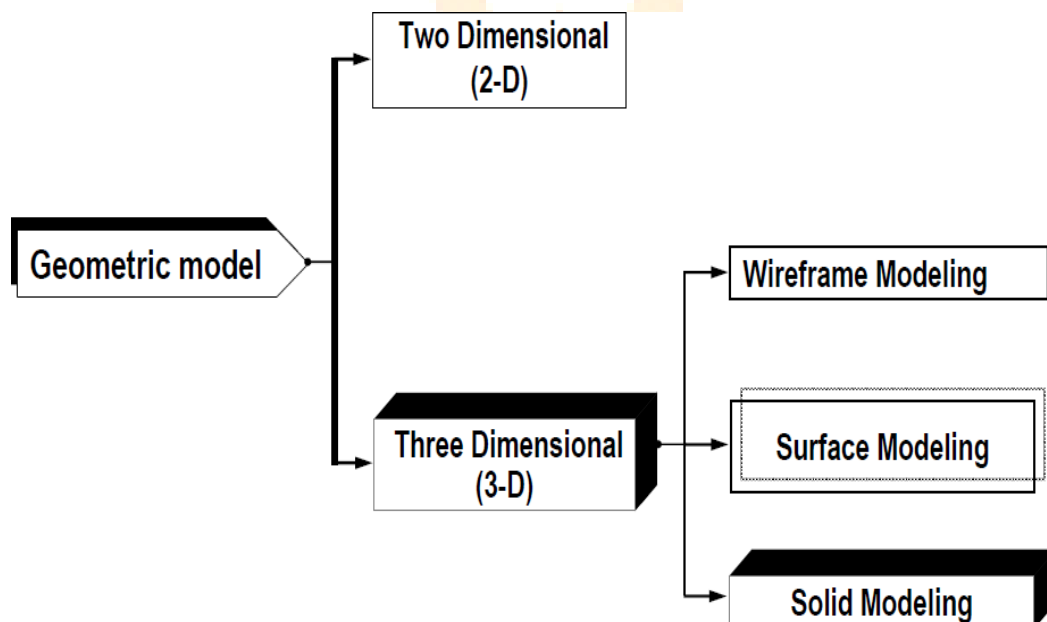 Two Dimensional
(2-D)
Geometric model
Wireframe Modeling
Three Dimensional
(3-D)
Surface Modeling
Solid Modeling